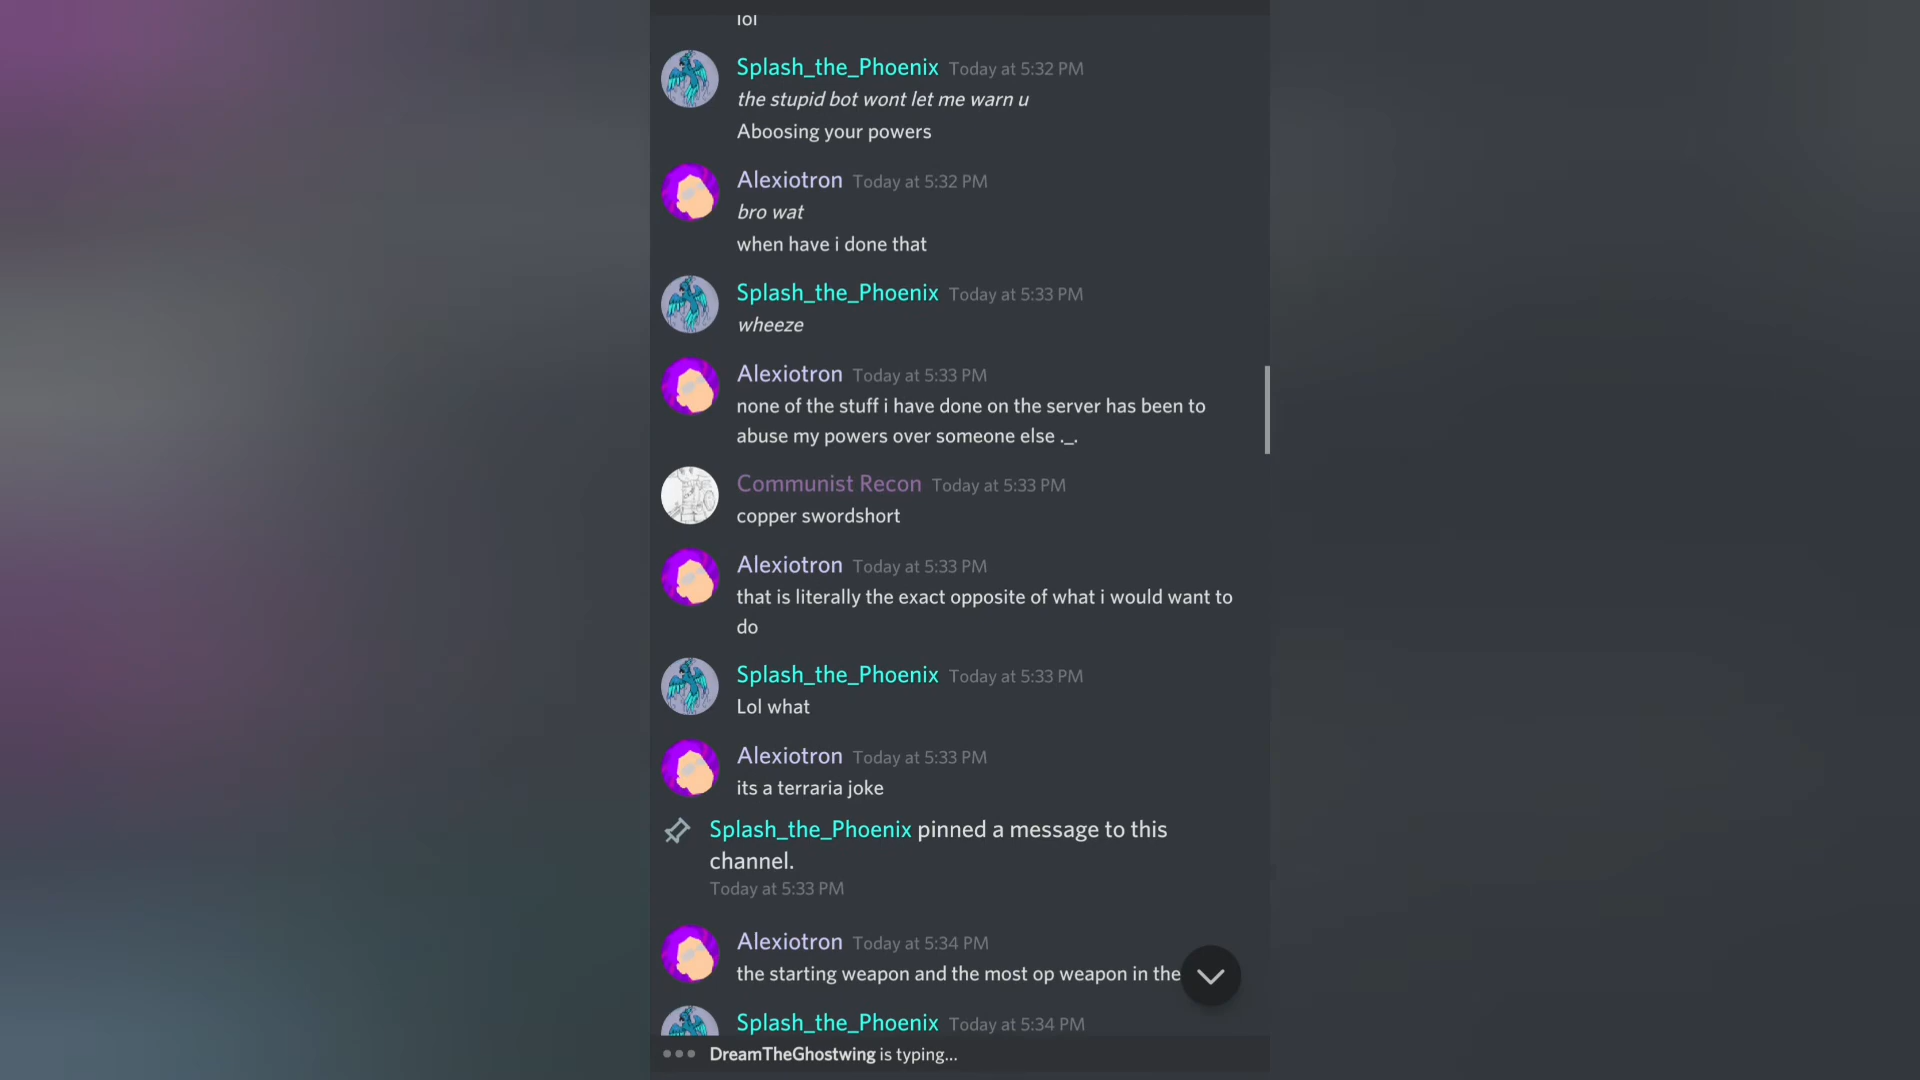 lol
Splash_the_Phoenix Today at 5:32 PM
the stupid bot wont let me warn u
Aboosing your powers
Alexiotron Today at 5:32 PM
bro wat
when have i done that
Splash_the_Phoenix Today at 5:33 PM
wheeze
Alexiotron Today at 5:33 PM
none of the stuff i have done on the server has been to
abuse my powers over someone else ._.
Communist Recon Today at 5:33 PM
copper swordshort
Alexiotron Today at 5:33 PM
that is literally the exact opposite of what i would want to
do
Splash_the_Phoenix Today at 5:33 PM
Lol what
Alexiotron Today at 5:33 PM
its a terraria joke
Splash_the_Phoenix pinned a message to this
channel.
Today at 5:33 PM
Alexiotron Today at 5:34 PM
the starting weapon and the most op weapon in the
Splash_the_Phoenix Today at 5:34 PM
DreamTheGhostwing is typing...